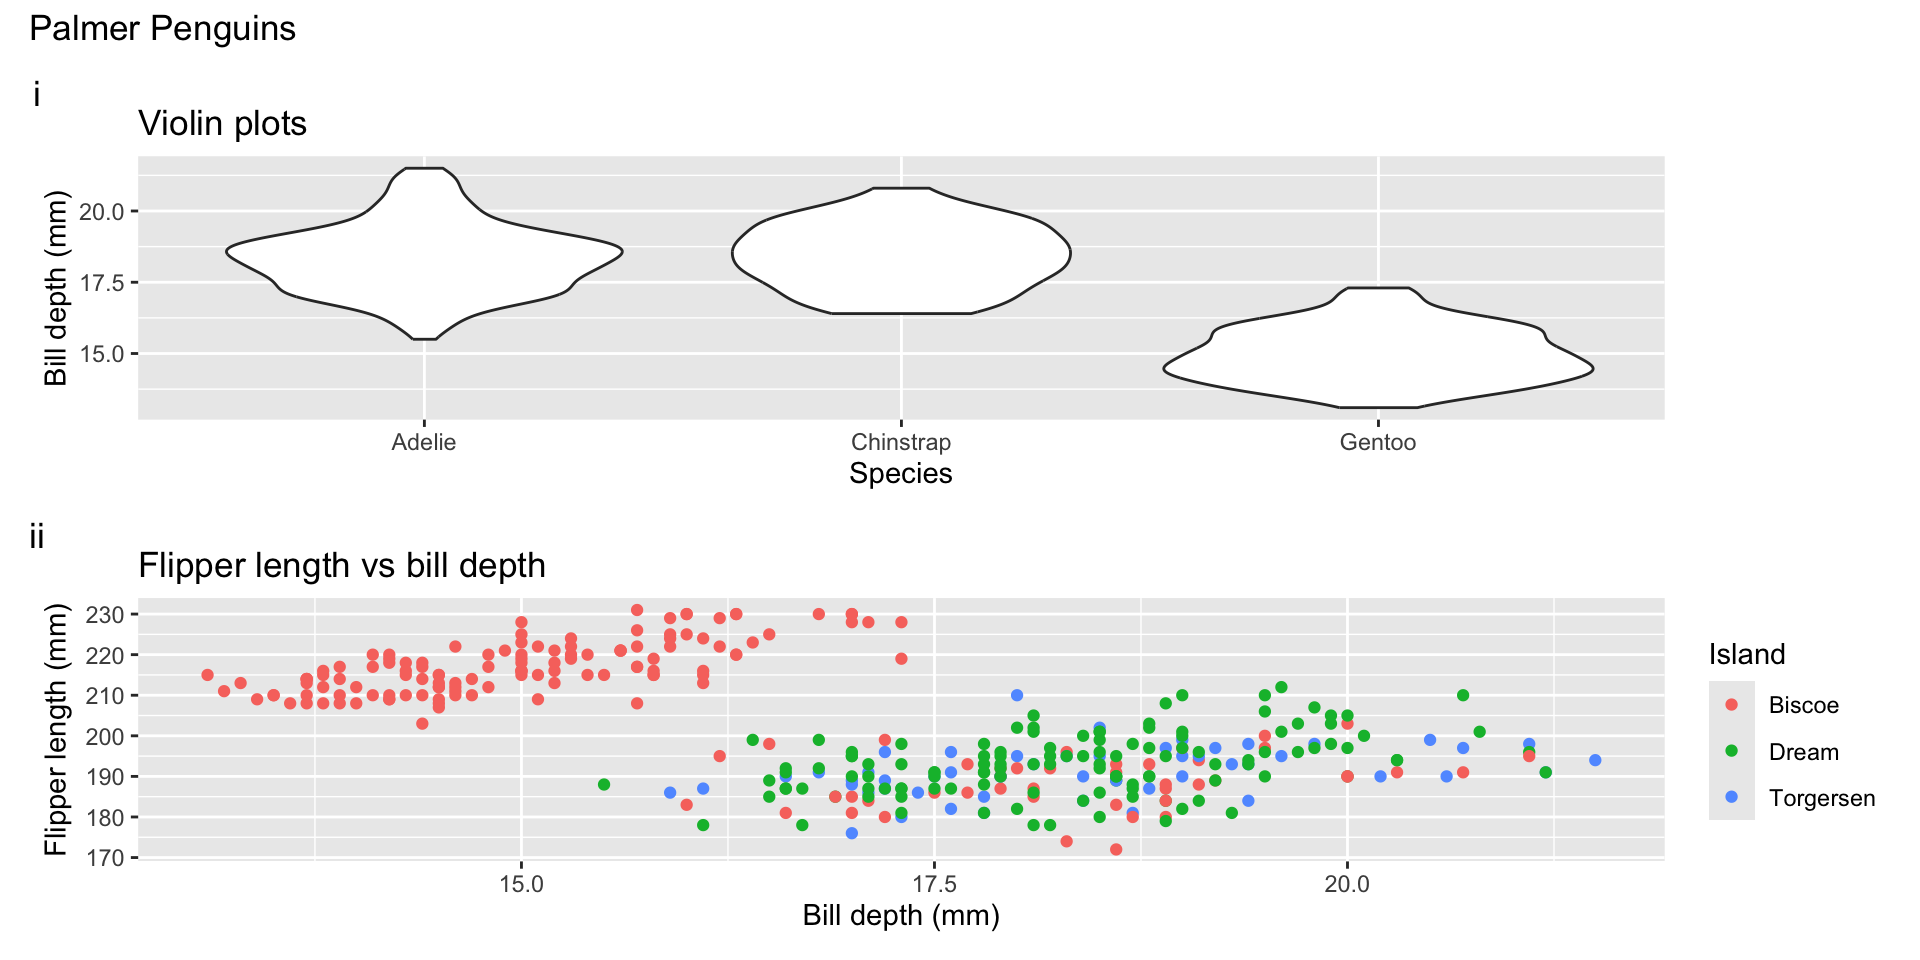 Palmer Penguins
i
Violin plots
Bill depth (mm)
20.0
17.5
15.0
Adelie Chinstrap Gentoo
Species
ii
Flipper length vs bill depth
Flipper length (mm)
230
220
210
200
190
180
170
15.0 17.5 20.0
Bill depth (mm)
Island
Biscoe
Dream
Torgersen